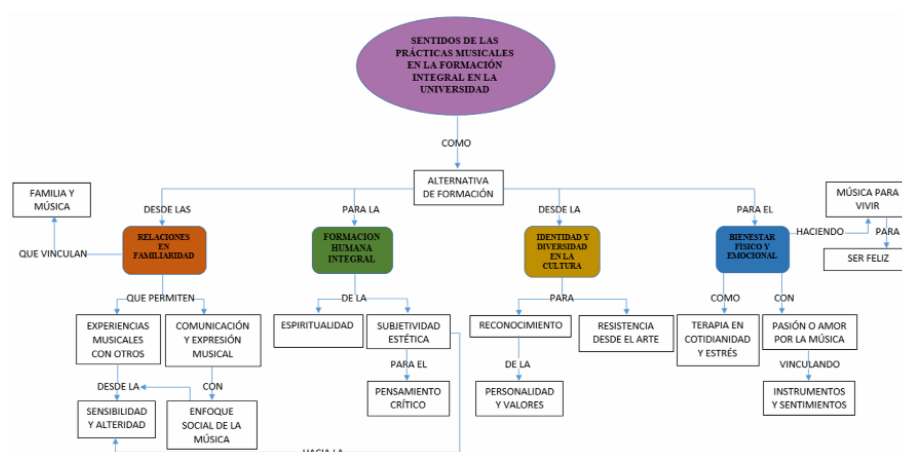 SENTIDOS DE LAS
PRÁCTICAS MUSICALES
EN LA FORMACIÓN
INTEGRAL EN LA
UNIVERSIDAD
COMO
ALTERNATIVA
DE FORMACIÓN
FAMILIA Y
MÚSICA
DESDE LAS
PARA LA
DESDE LA
PARA EL
MÚSICA PARA
VIVIR
QUE VINCULAN
RELACIONES
EN
FAMILIARIDAD
FORMACION
HUMANA
INTEGRAL
IDENTIDAD Y
DIVERSIDAD
EN LA
CULTURA
BIENESTAR
FISICO Y
EMOCIONAL
HACIENDO
PARA
SER FELIZ
QUE PERMITEN
DE LA
PARA
COMO
CON
EXPERIENCIAS
MUSICALES
CON OTROS
COMUNICACIÓN
Y EXPRESIÓN
MUSICAL
ESPIRITUALIDAD
SUBJETIVIDAD
ESTÉTICA
RECONOCIMIENTO
RESISTENCIA
DESDE EL ARTE
TERAPIA EN
COTIDIANIDAD
Y ESTRÉS
PASIÓN O AMOR
POR LA MÚSICA
DESDE LA
CON
PARA EL
DE LA
VINCULANDO
SENSIBILIDAD
Y ALTERIDAD
ENFOQUE
SOCIAL DE LA
MÚSICA
PENSAMIENTO
CRÍTICO
PERSONALIDAD
Y VALORES
INSTRUMENTOS
Y SENTIMIENTOS
HACIA LA